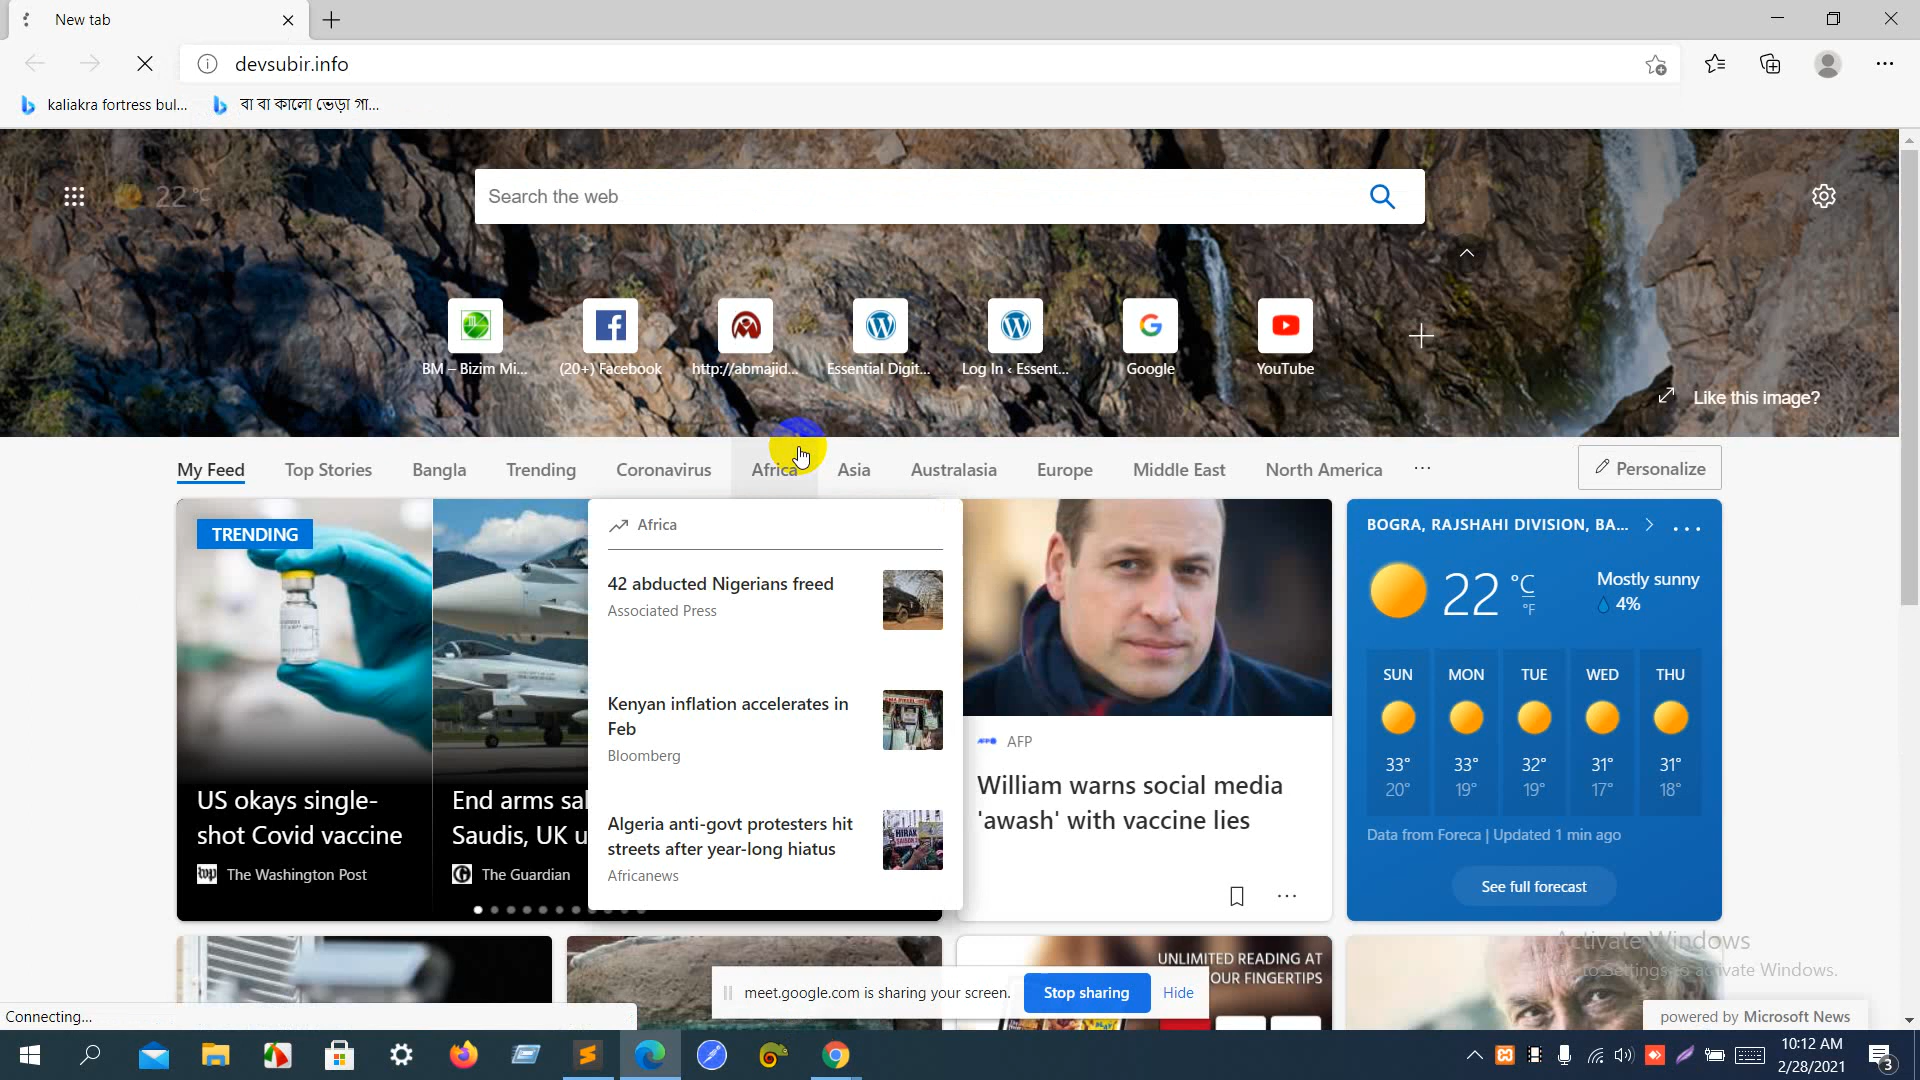 New tab
devsubir.info
kaliakra fortress bul...
বা বা কালো ভেড়া গা...
22 °C
Search the web
BM – Bizim Mi...
(20+) Facebook
http://abmajid...
Essential Digit...
Log In ‹ Essent...
Google
YouTube
Like this image?
My Feed
Top Stories
Bangla
Trending
Coronavirus
Africa
Asia
Australasia
Europe
Middle East
North America
Personalize
TRENDING
US okays single-
shot Covid vaccine
wp The Washington Post
End arms sal
Saudis, UK u
The Guardian
Africa
42 abducted Nigerians freed
Associated Press
Kenyan inflation accelerates in
Feb
Bloomberg
Algeria anti-govt protesters hit
streets after year-long hiatus
Africanews
HIRAK
AFP
William warns social media
'awash' with vaccine lies
BOGRA, RAJSHAHI DIVISION, BA...
22 °C
°F
Mostly sunny
4%
SUN MON TUE WED THU
33° 33° 32° 31° 31°
20° 19° 19° 17° 18°
Data from Foreca | Updated 1 min ago
See full forecast
UNLIMITED READING AT
OUR FINGERTIPS
Activate Windows
to Settings to activate Windows.
meet.google.com is sharing your screen.
Stop sharing
Hide
Connecting...
powered by Microsoft News
10:12 AM
2/28/2021
3